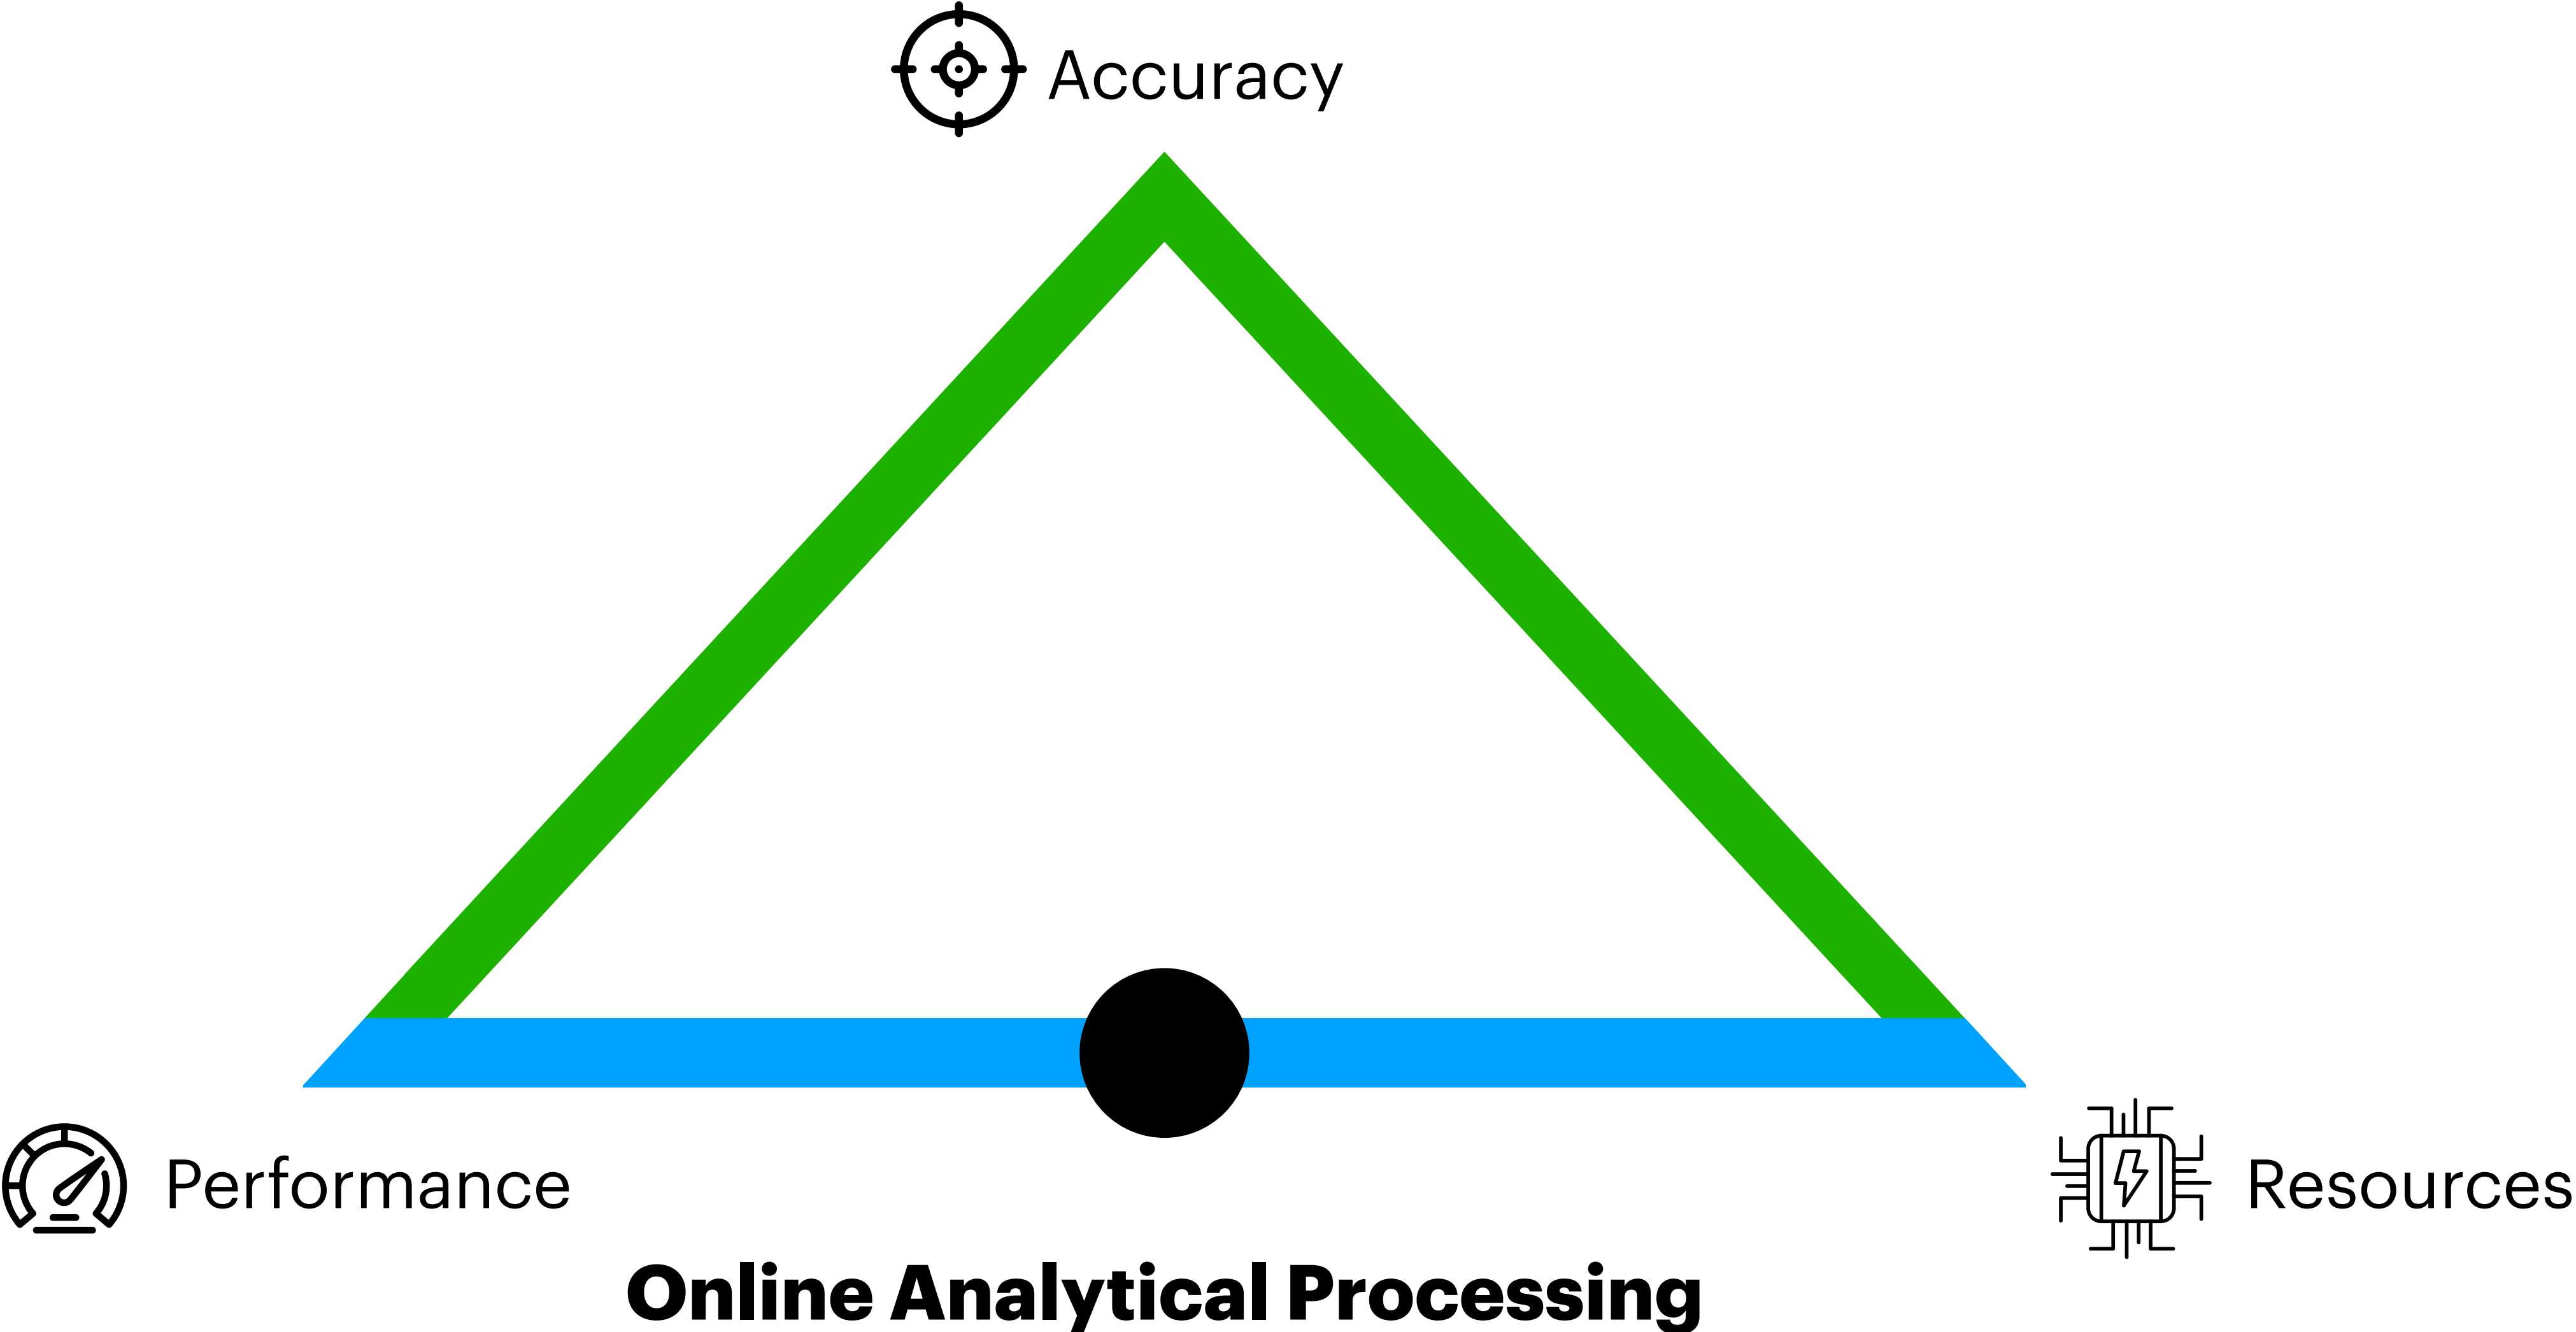 Accuracy
Performance
Resources
Online Analytical Processing